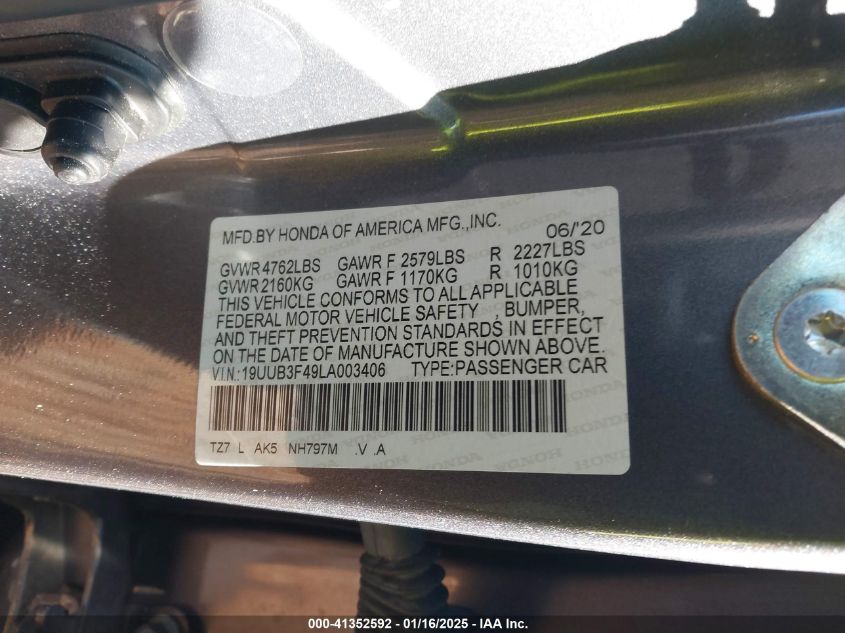 MFD.BY HONDA OF AMERICA MFG.,INC. 06/'20
GVWR 4762LBS GAWR F 2579LBS R 2227LBS
GVWR 2160KG GAWR F 1170KG R 1010KG
THIS VEHICLE CONFORMS TO ALL APPLICABLE
FEDERAL MOTOR VEHICLE SAFETY , BUMPER,
AND THEFT PREVENTION STANDARDS IN EFFECT
ON THE DATE OF MANUFACTURE SHOWN ABOVE.
V.I.N.:19UUB3F49LA003406 TYPE:PASSENGER CAR
TZ7 L AK5 NH797M .V .A
000-41352592 - 01/16/2025 - IAA Inc.